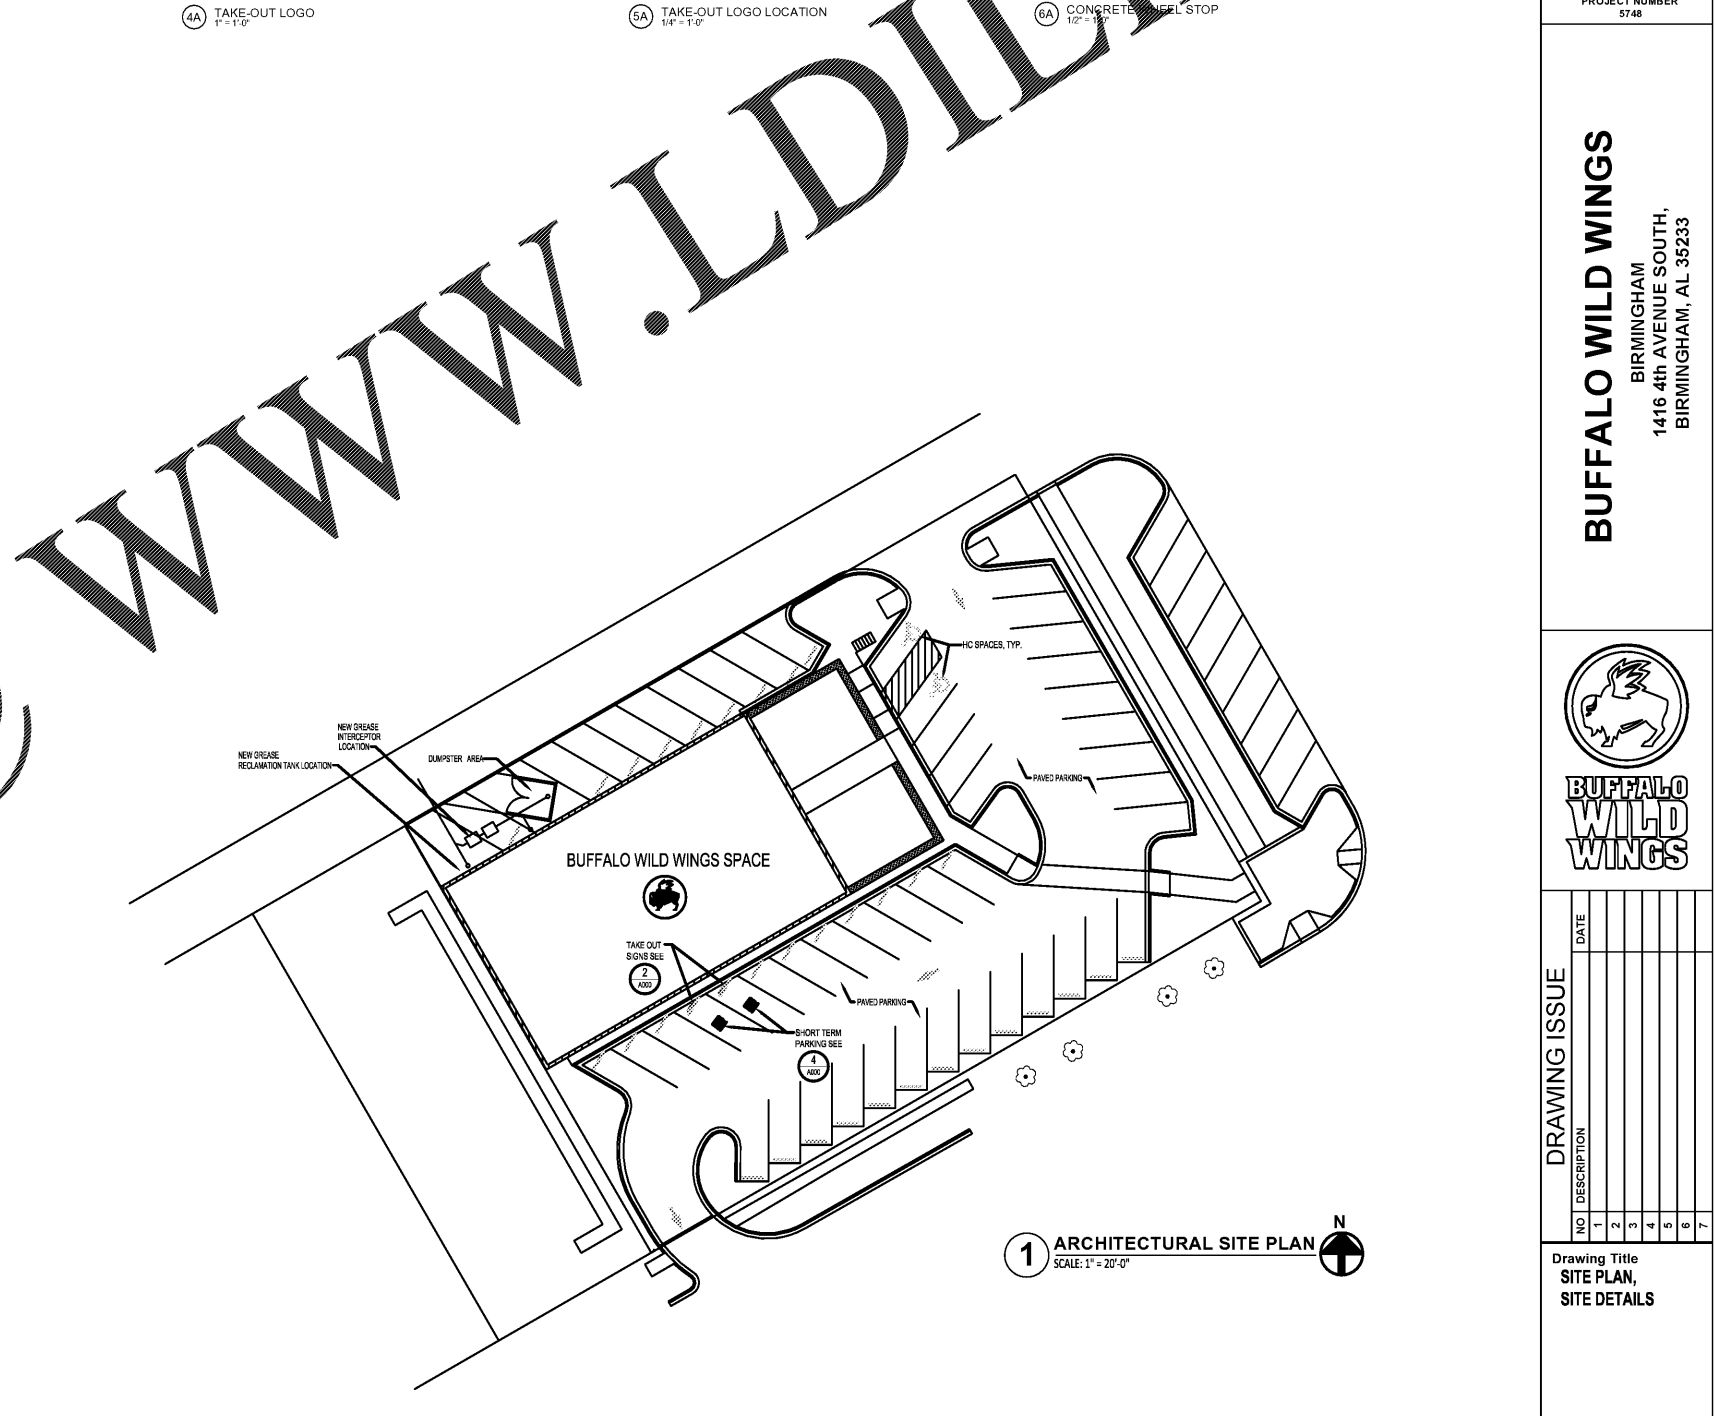 4A
TAKE-OUT LOGO
1" = 1'-0"
5A
TAKE-OUT LOGO LOCATION
1/4" = 1'-0"
6A
CONCRETE WHEEL STOP
1/2" = 1'-0"
WWW.LDILI
PROJECT NUMBER
5748
BUFFALO WILD WINGS
BIRMINGHAM
1416 4th AVENUE SOUTH,
BIRMINGHAM, AL 35233
BUFFALO
WILD
WINGS
HC SPACES, TYP.
NEW GREASE
INTERCEPTOR
LOCATION
NEW GREASE
RECLAMATION TANK LOCATION
DUMPSTER AREA
PAVED PARKING
BUFFALO WILD WINGS SPACE
TAKE OUT
SIGNS SEE
2
A000
PAVED PARKING
SHORT TERM
PARKING SEE
4
A000
1
ARCHITECTURAL SITE PLAN
SCALE: 1" = 20'-0"
N
DRAWING ISSUE
NO DESCRIPTION DATE
1
2
3
4
5
6
7
Drawing Title
SITE PLAN,
SITE DETAILS